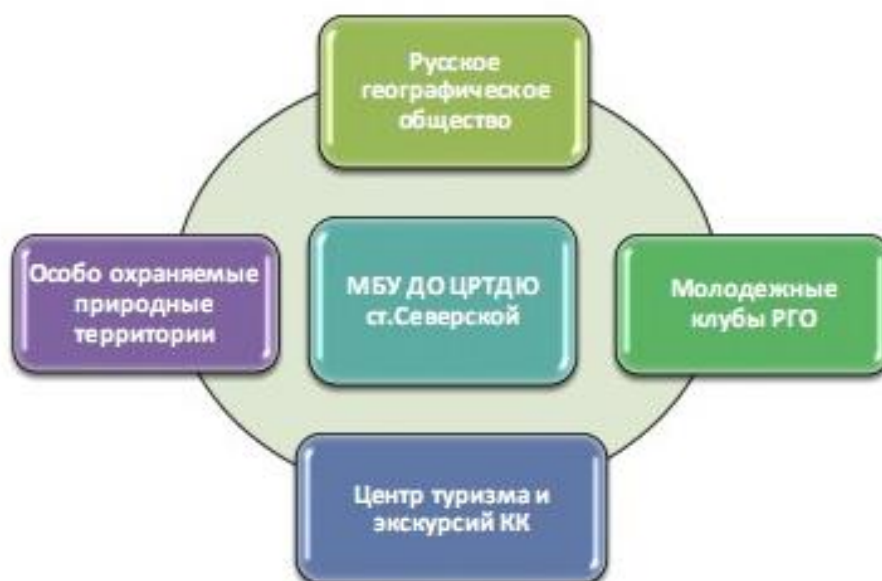 Русское
географическое
общество
Особо охраняемые
природные
территории
МБУ ДО ЦРТДЮ
ст.Северской
Молодежные
клубы РГО
Центр туризма и
экскурсий КК